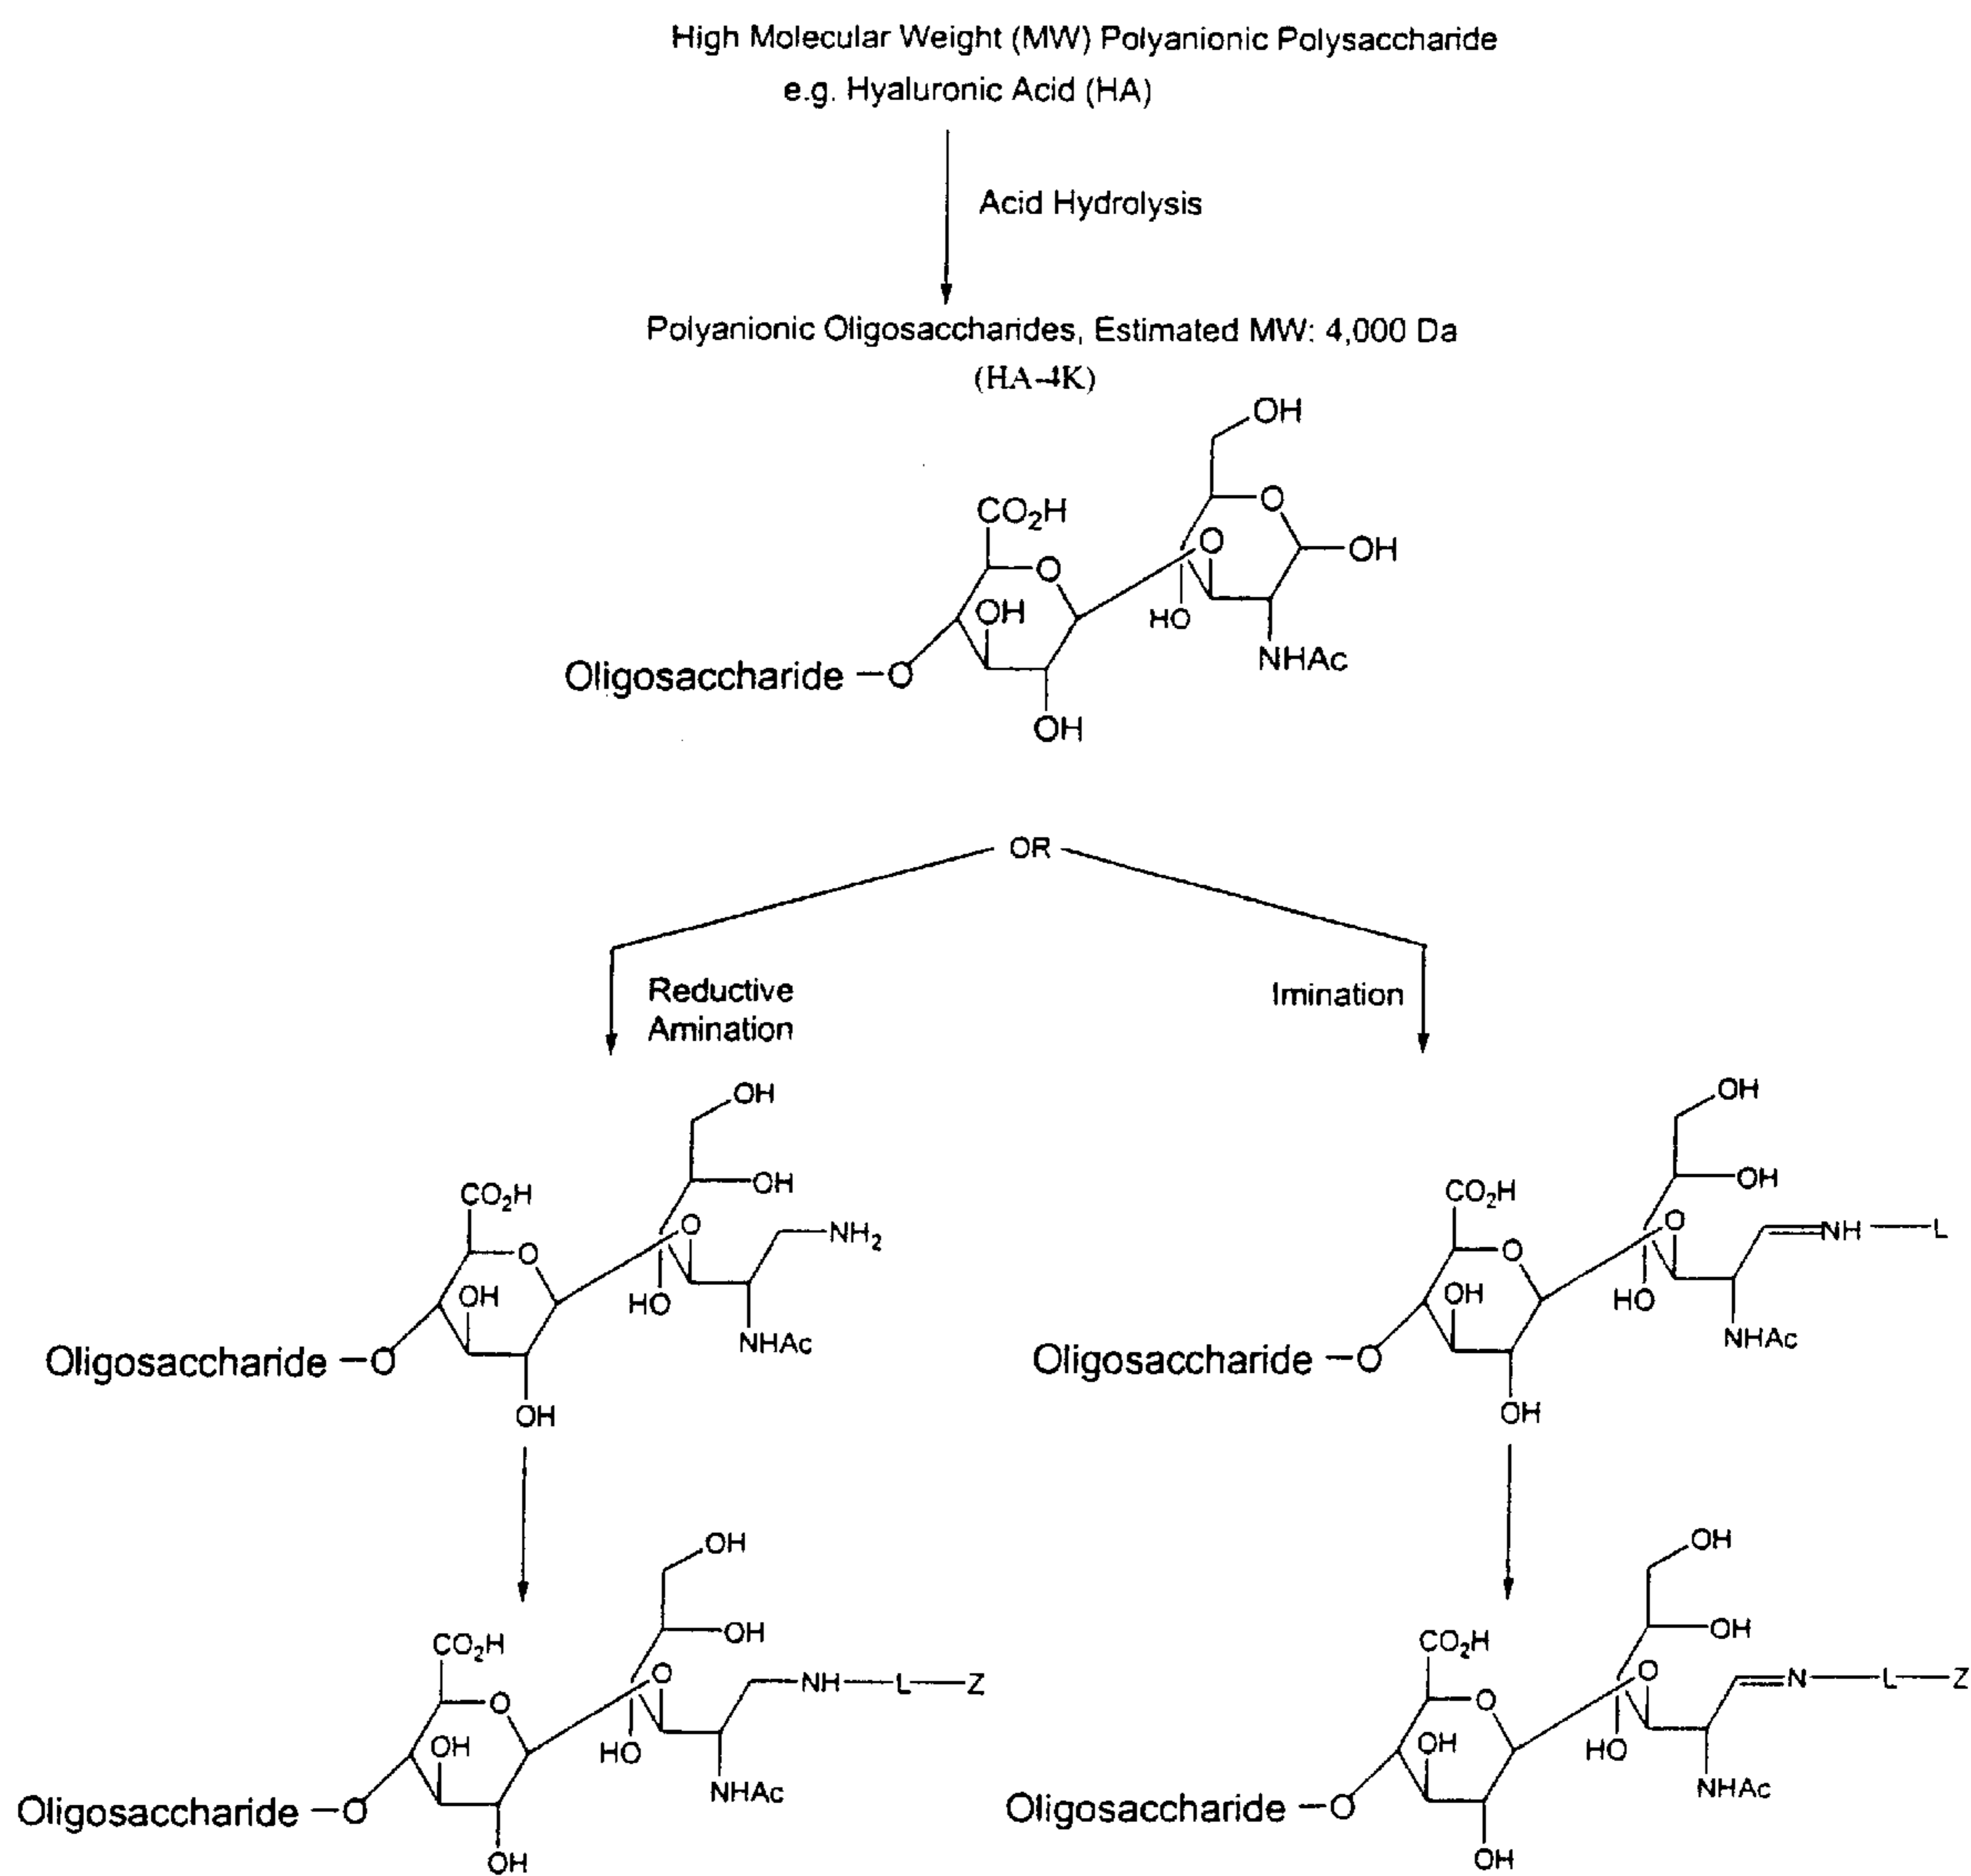 High Molecular Weight (MW) Polyanionic Polysaccharide
e.g. Hyaluronic Acid (HA)
Acid Hydrolysis
Polyanionic Oligosaccharides, Estimated MW: 4,000 Da
(HA-4K)
OH
CO2H
O
O
O
OH
OH
HO
NHAc
Oligosaccharide
O
OH
OR
Reductive
Amination
Imination
OH
OH
CO2H
O
O
NH2
OH
HO
NHAc
Oligosaccharide
O
OH
OH
OH
CO2H
O
O
NH
L
OH
HO
NHAc
Oligosaccharide
O
OH
OH
OH
CO2H
O
O
NH
L
Z
OH
HO
NHAc
Oligosaccharide
O
OH
OH
OH
CO2H
O
O
N
L
Z
OH
HO
NHAc
Oligosaccharide
O
OH